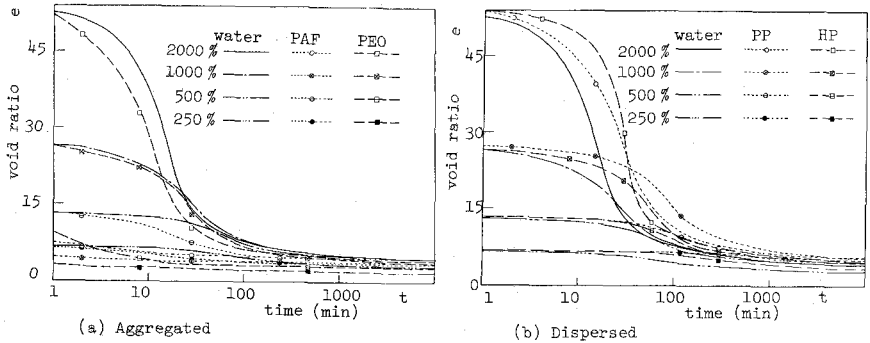 e
45
30
15
0
void ratio
water PAF PEO
2000 %
1000 %
500 %
250 %
1 10 100 1000 t
time (min)
(a) Aggregated
e
45
30
15
0
void ratio
water PP HP
2000 %
1000 %
500 %
250 %
1 10 100 1000 t
time (min)
(b) Dispersed